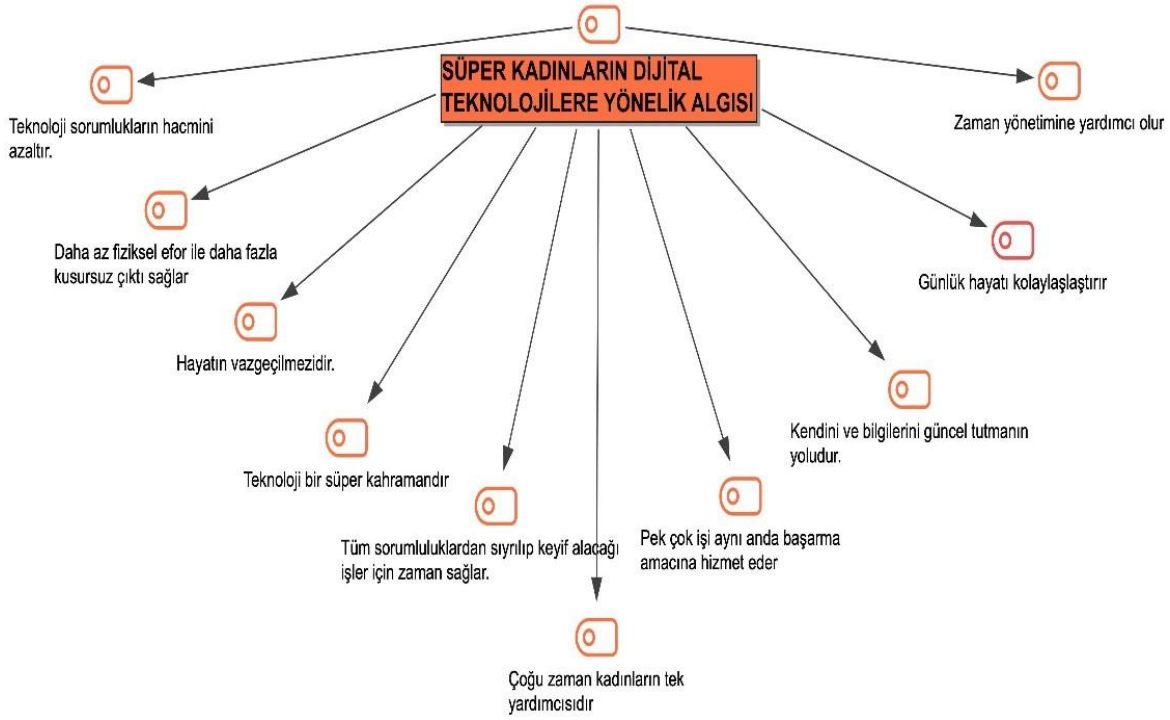 SÜPER KADINLARIN DİJİTAL
TEKNOLOJİLERE YÖNELİK ALGISI
Teknoloji sorumlukların hacmini
azaltır.
Zaman yönetimine yardımcı olur
Daha az fiziksel efor ile daha fazla
kusursuz çıktı sağlar
Günlük hayatı kolaylaşlaştırır
Hayatın vazgeçilmezidir.
Kendini ve bilgilerini güncel tutmanın
yoludur.
Teknoloji bir süper kahramandır
Tüm sorumluluklardan sıyrılıp keyif alacağı
işler için zaman sağlar.
Pek çok işi aynı anda başarma
amacına hizmet eder
Çoğu zaman kadınların tek
yardımcısıdır